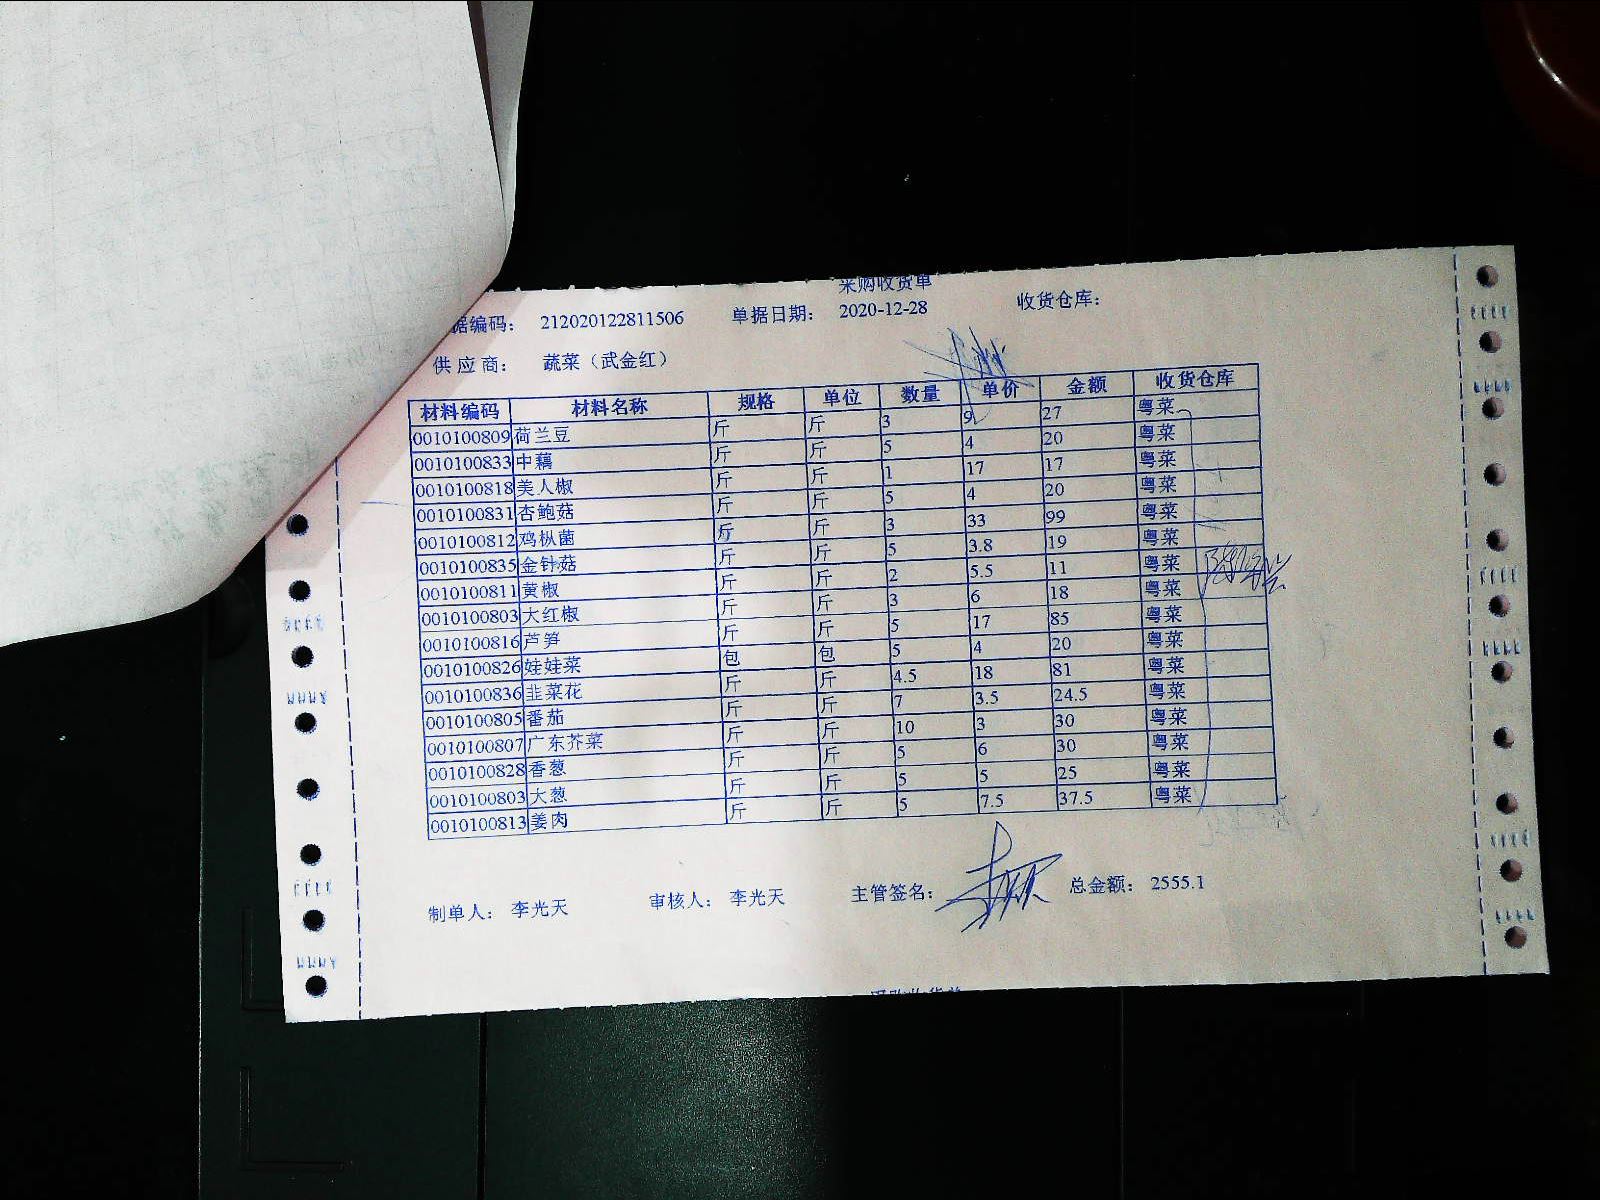 采购收货单
据编码: 212020122811506 单据日期: 2020-12-28 收货仓库:
供应商: 蔬菜（武金红）
材料编码 材料名称 规格 单位 数量 单价 金额 收货仓库
0010100809 荷兰豆 斤 斤 3 9 27 粤菜
0010100833 中藕 斤 斤 5 4 20 粤菜
0010100818 美人椒 斤 斤 1 17 17 粤菜
0010100831 杏鲍菇 斤 斤 5 4 20 粤菜
0010100812 鸡枞菌 斤 斤 3 33 99 粤菜
0010100835 金针菇 斤 斤 5 3.8 19 粤菜
0010100811 黄椒 斤 斤 2 5.5 11 粤菜
0010100803 大红椒 斤 斤 3 6 18 粤菜
0010100816 芦笋 斤 斤 5 17 85 粤菜
0010100826 娃娃菜 包 包 5 4 20 粤菜
0010100836 韭菜花 斤 斤 4.5 18 81 粤菜
0010100805 番茄 斤 斤 7 3.5 24.5 粤菜
0010100807 广东芥菜 斤 斤 10 3 30 粤菜
0010100828 香葱 斤 斤 5 6 30 粤菜
0010100803 大葱 斤 斤 5 5 25 粤菜
0010100813 姜肉 斤 斤 5 7.5 37.5 粤菜
制单人: 李光天 审核人: 李光天 主管签名: 总金额: 2555.1